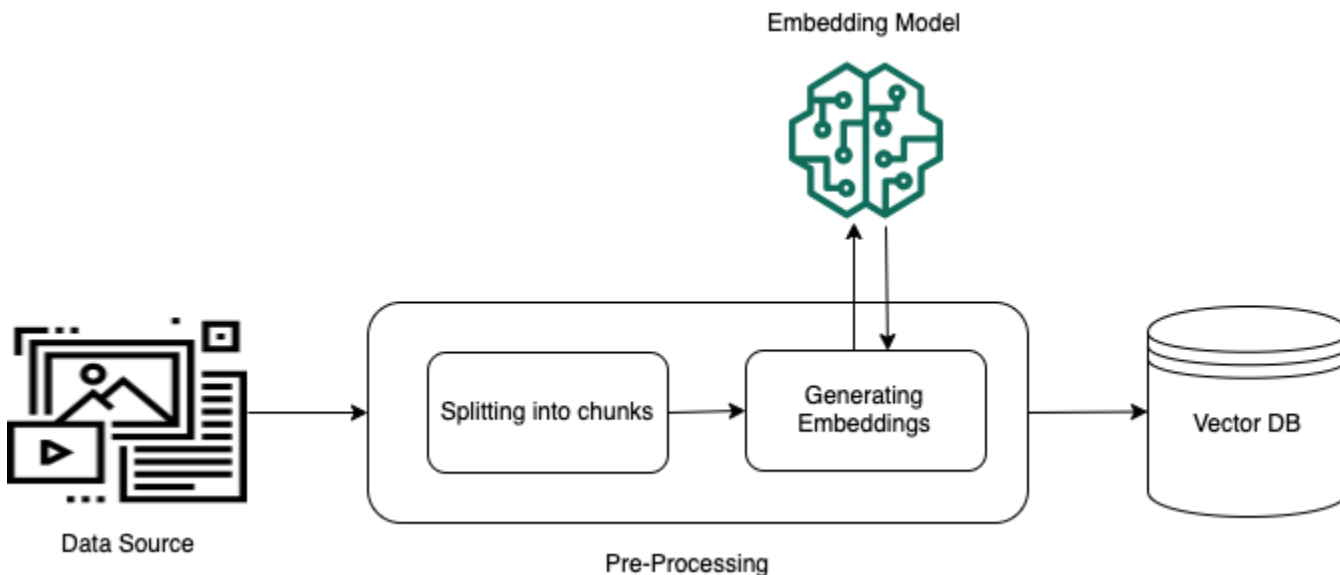 Embedding Model
Splitting into chunks
Generating
Embeddings
Vector DB
Data Source
Pre-Processing